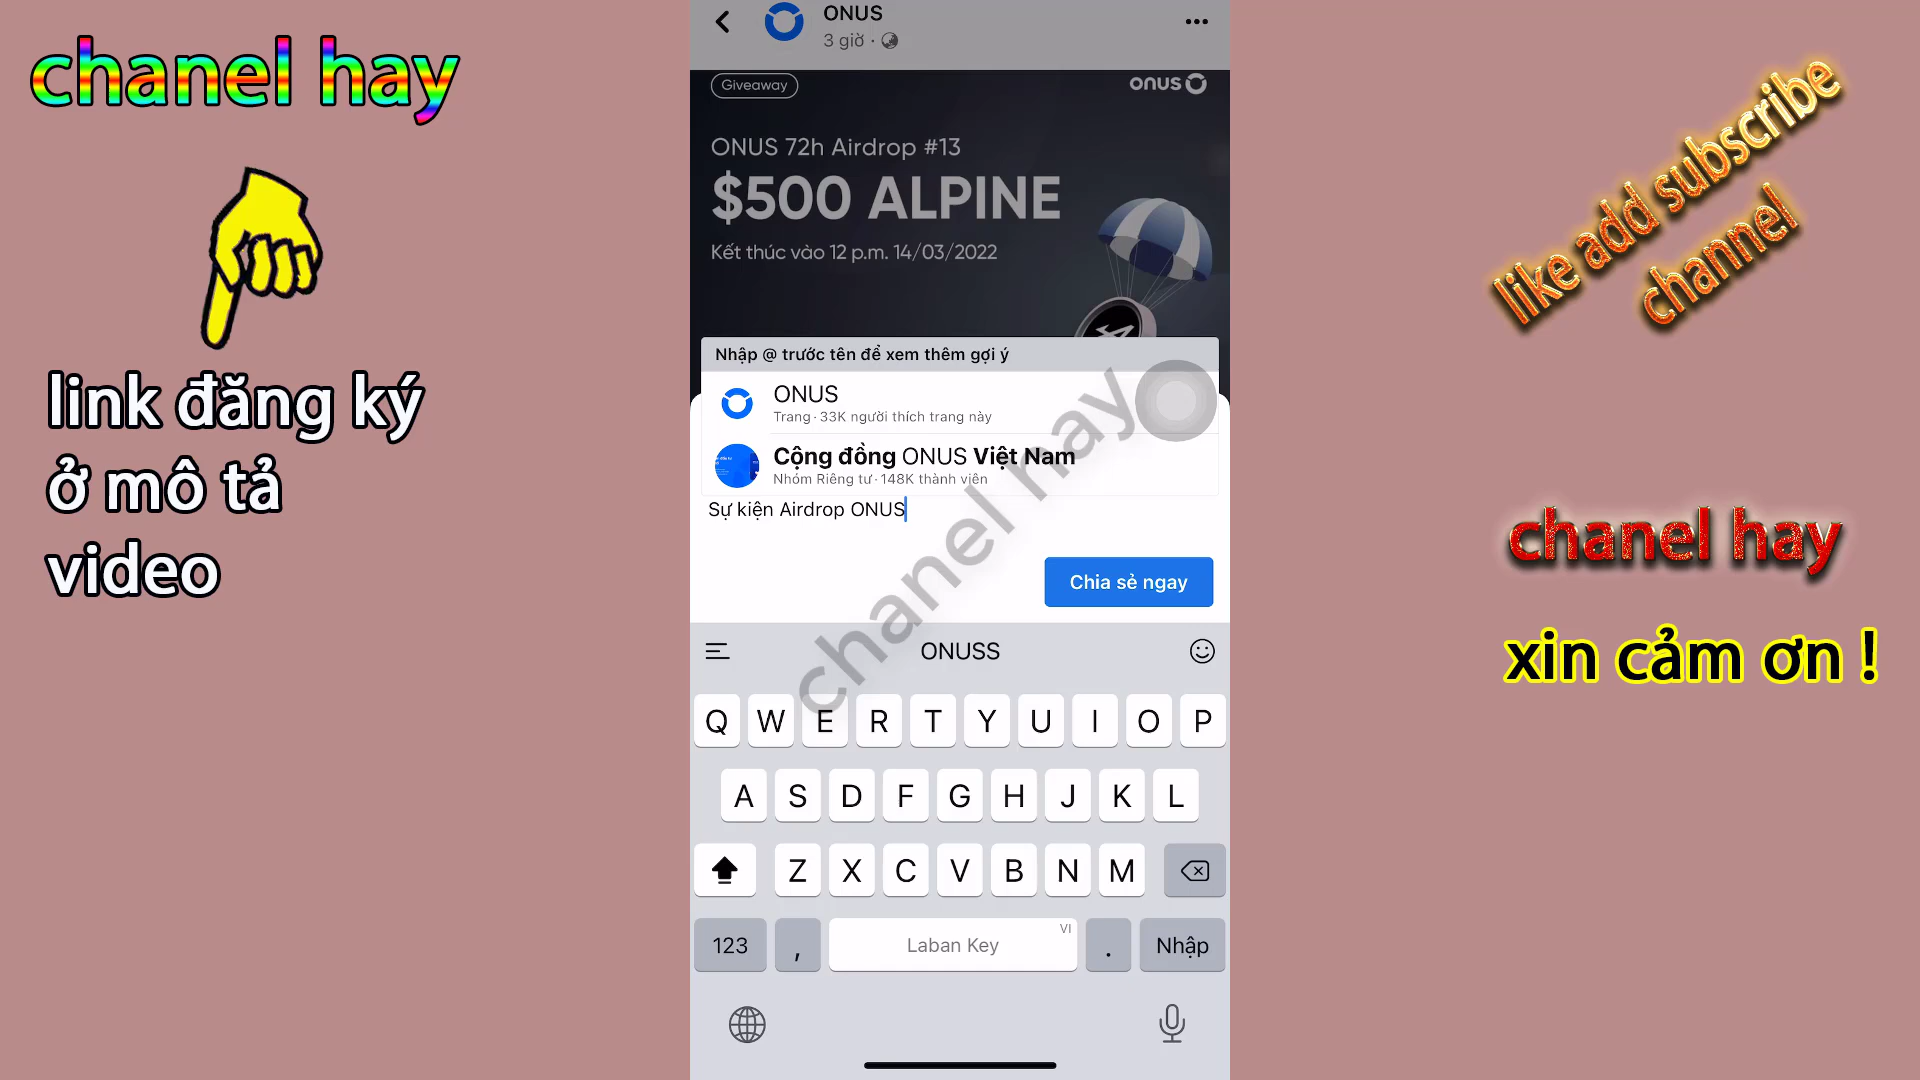 chanel hay
link đăng ký
ở mô tả
video
ONUS
3 giờ ·
Giveaway
onus
ONUS 72h Airdrop #13
$500 ALPINE
Kết thúc vào 12 p.m. 14/03/2022
Nhập @ trước tên để xem thêm gợi ý
ONUS
Trang · 33K người thích trang này
Cộng đồng ONUS Việt Nam
Nhóm Riêng tư · 148K thành viên
Sự kiện Airdrop ONUS
Chia sẻ ngay
chanel hay
ONUSS
Q W E R T Y U I O P
A S D F G H J K L
Z X C V B N M
123 , Laban Key VI . Nhập
like add subscribe
channel
chanel hay
xin cảm ơn !